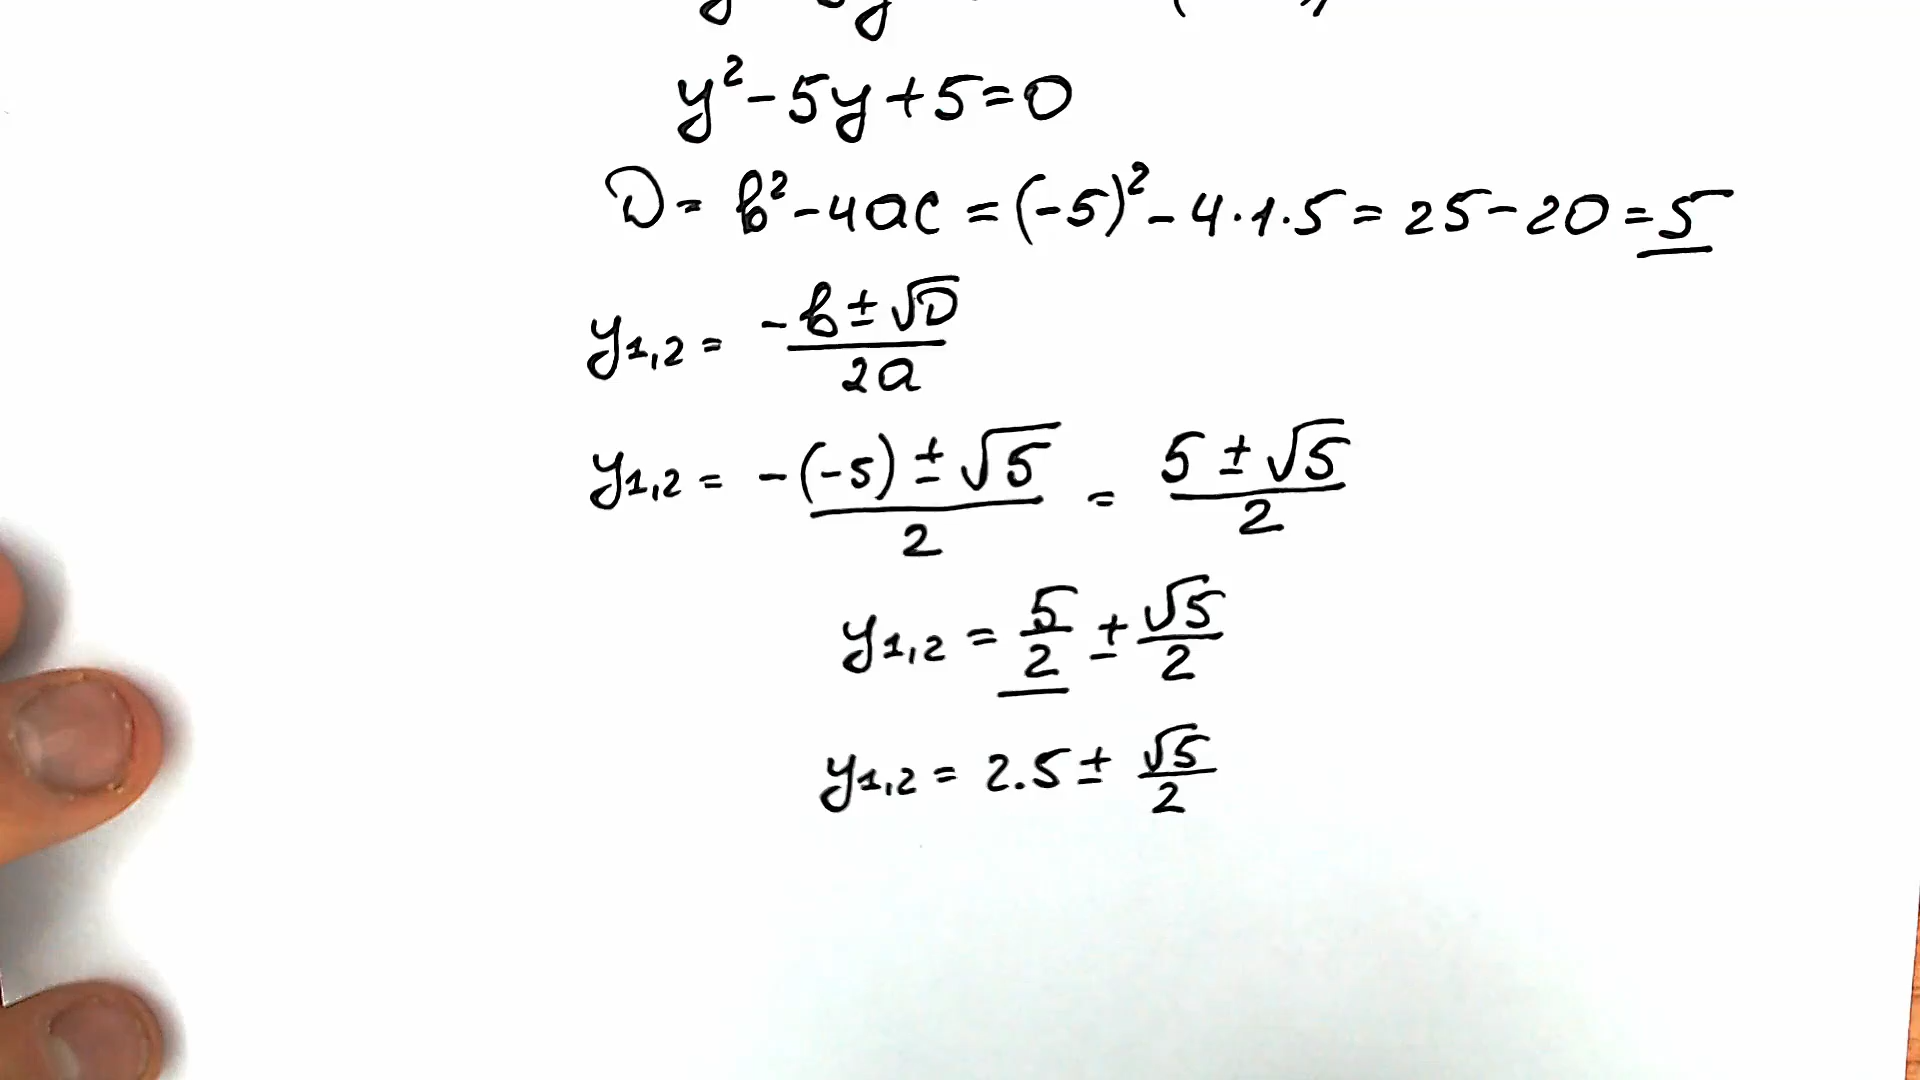 y² - 5y + 5 = 0
D = b² - 4ac = (-5)² - 4·1·5 = 25 - 20 = 5
y1,2 = -b ± √D / 2a
y1,2 = -(-5) ± √5 / 2 = 5 ± √5 / 2
y1,2 = 5/2 ± √5/2
y1,2 = 2.5 ± √5/2